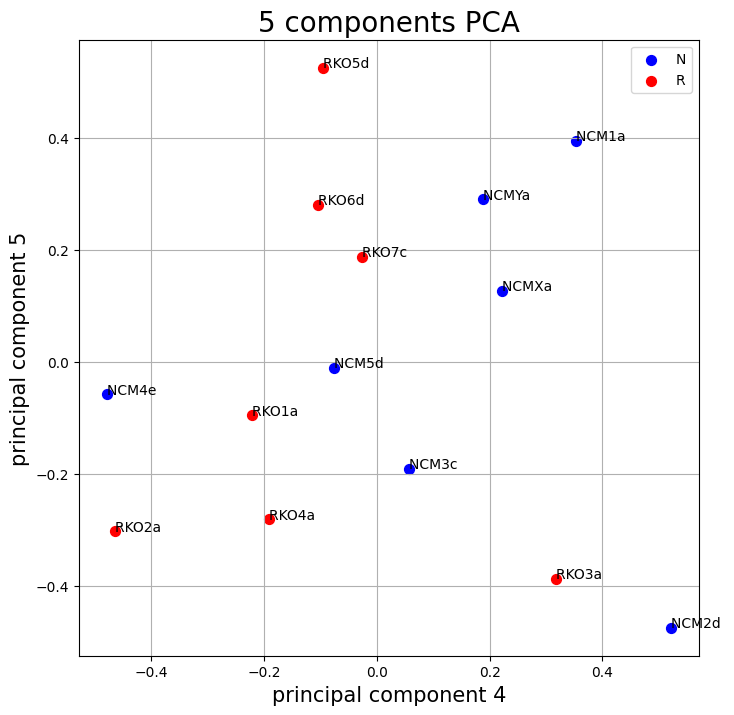 5 components PCA
N
R
RKO5d
NCM1a
NCMYa
RKO6d
RKO7c
NCMXa
NCM5d
NCM4e
RKO1a
NCM3c
RKO4a
RKO2a
RKO3a
NCM2d
0.4
0.2
0.0
−0.2
−0.4
principal component 5
−0.4
−0.2
0.0
0.2
0.4
principal component 4